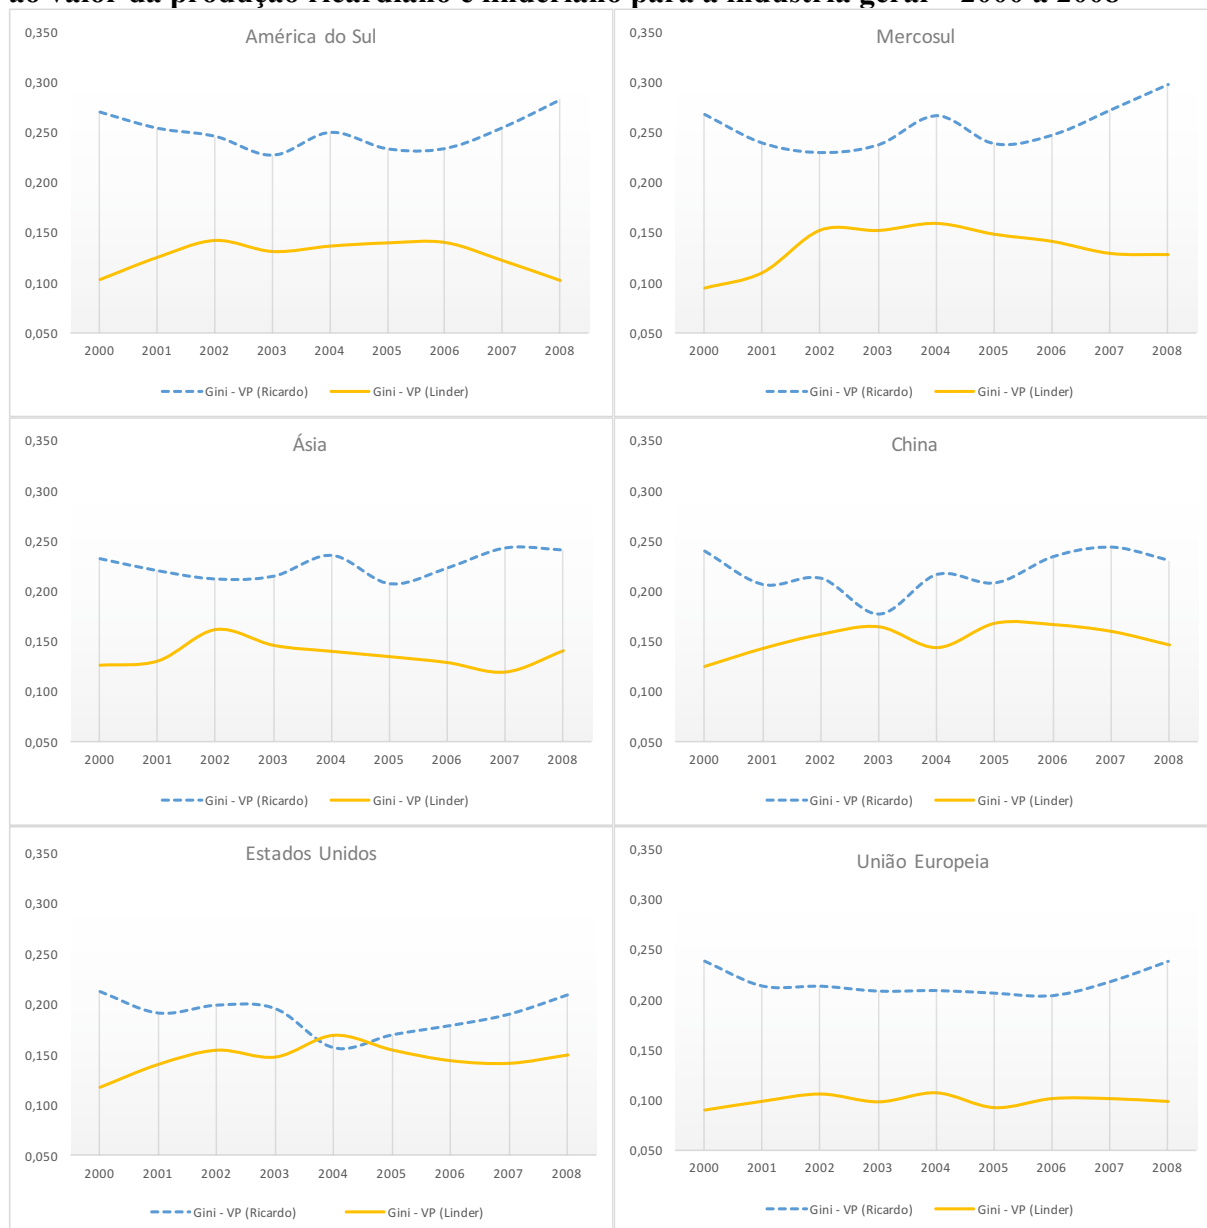 ao valor da produção ricardiano e linderiano para a indústria geral – 2000 a 2008
América do Sul
0,350
0,300
0,250
0,200
0,150
0,100
0,050
2000 2001 2002 2003 2004 2005 2006 2007 2008
Gini - VP (Ricardo) Gini - VP (Linder)
Mercosul
0,350
0,300
0,250
0,200
0,150
0,100
0,050
2000 2001 2002 2003 2004 2005 2006 2007 2008
Gini - VP (Ricardo) Gini - VP (Linder)
Ásia
0,350
0,300
0,250
0,200
0,150
0,100
0,050
2000 2001 2002 2003 2004 2005 2006 2007 2008
Gini - VP (Ricardo) Gini - VP (Linder)
China
0,350
0,300
0,250
0,200
0,150
0,100
0,050
2000 2001 2002 2003 2004 2005 2006 2007 2008
Gini - VP (Ricardo) Gini - VP (Linder)
Estados Unidos
0,350
0,300
0,250
0,200
0,150
0,100
0,050
2000 2001 2002 2003 2004 2005 2006 2007 2008
Gini - VP (Ricardo) Gini - VP (Linder)
União Europeia
0,350
0,300
0,250
0,200
0,150
0,100
0,050
2000 2001 2002 2003 2004 2005 2006 2007 2008
Gini - VP (Ricardo) Gini - VP (Linder)